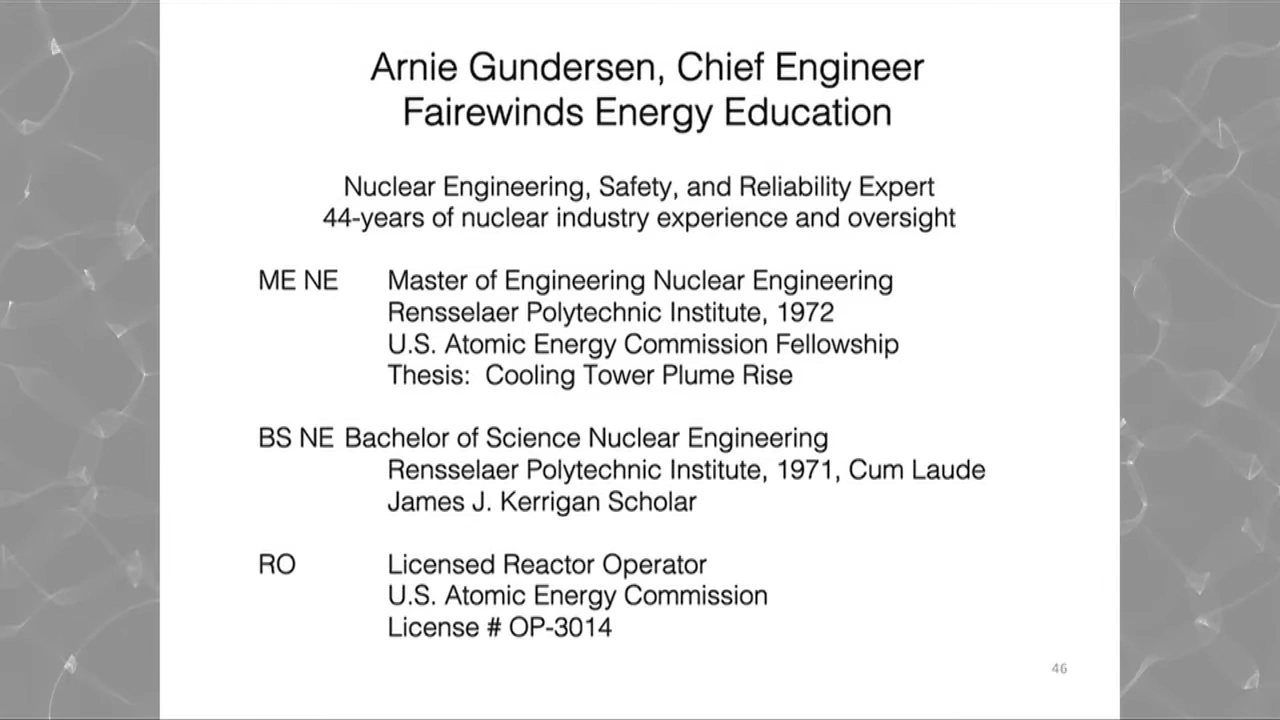 Arnie Gundersen, Chief Engineer
Fairewinds Energy Education
Nuclear Engineering, Safety, and Reliability Expert
44-years of nuclear industry experience and oversight
ME NE Master of Engineering Nuclear Engineering
Rensselaer Polytechnic Institute, 1972
U.S. Atomic Energy Commission Fellowship
Thesis: Cooling Tower Plume Rise
BS NE Bachelor of Science Nuclear Engineering
Rensselaer Polytechnic Institute, 1971, Cum Laude
James J. Kerrigan Scholar
RO Licensed Reactor Operator
U.S. Atomic Energy Commission
License # OP-3014
46